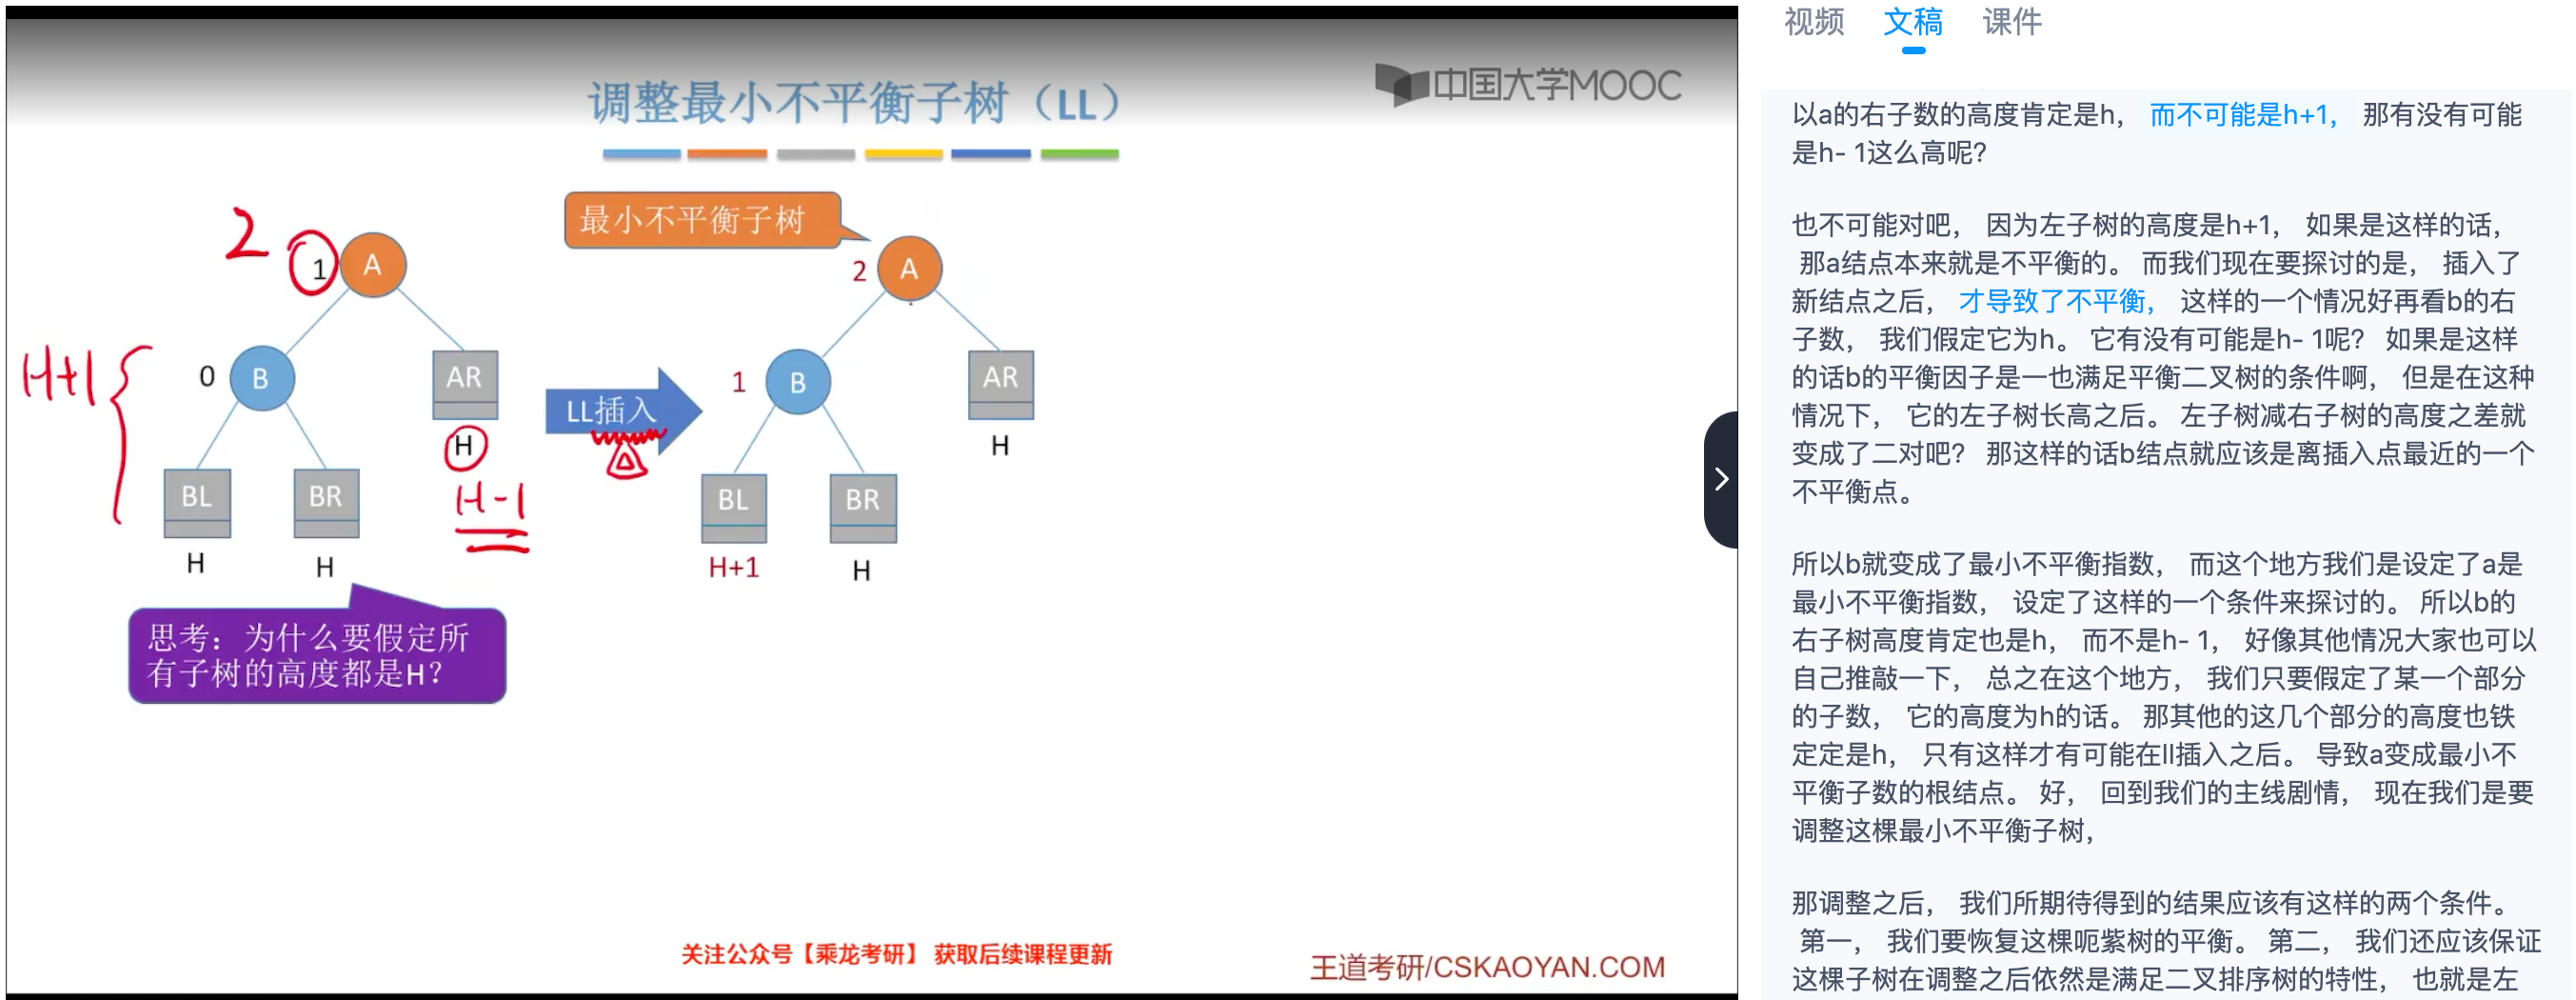 中国大学MOOC
调整最小不平衡子树（LL）
最小不平衡子树
2
1
A
H+1
0
B
AR
H
H-1
BL
BR
H
H
思考：为什么要假定所
有子树的高度都是H？
LL插入
2
A
1
B
AR
H
BL
BR
H+1
H
关注公众号【乘龙考研】 获取后续课程更新
王道考研/CSKAOYAN.COM
视频 文稿 课件
以a的右子数的高度肯定是h， 而不可能是h+1， 那有没有可能
是h- 1这么高呢？
也不可能对吧， 因为左子树的高度是h+1， 如果是这样的话，
那a结点本来就是不平衡的。 而我们现在要探讨的是， 插入了
新结点之后， 才导致了不平衡， 这样的一个情况好再看b的右
子数， 我们假定它为h。 它有没有可能是h- 1呢？ 如果是这样
的话b的平衡因子是一也满足平衡二叉树的条件啊， 但是在这种
情况下， 它的左子树长高之后。 左子树减右子树的高度之差就
变成了二对吧？ 那这样的话b结点就应该是离插入点最近的一个
不平衡点。
所以b就变成了最小不平衡指数， 而这个地方我们是设定了a是
最小不平衡指数， 设定了这样的一个条件来探讨的。 所以b的
右子树高度肯定也是h， 而不是h- 1， 好像其他情况大家也可以
自己推敲一下， 总之在这个地方， 我们只要假定了某一个部分
的子数， 它的高度为h的话。 那其他的这几个部分的高度也铁
定定是h， 只有这样才有可能在ll插入之后。 导致a变成最小不
平衡子数的根结点。 好， 回到我们的主线剧情， 现在我们是要
调整这棵最小不平衡子树，
那调整之后， 我们所期待得到的结果应该有这样的两个条件。
第一， 我们要恢复这棵呃紫树的平衡。 第二， 我们还应该保证
这棵子树在调整之后依然是满足二叉排序树的特性， 也就是左